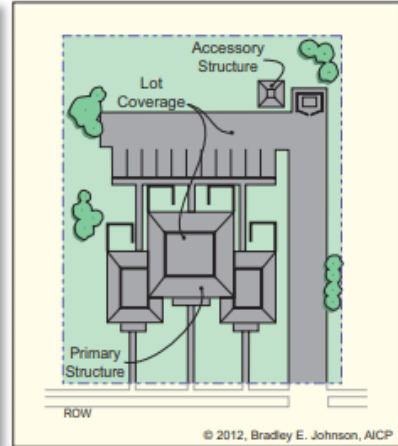 Accessory
Structure
Lot
Coverage
Primary
Structure
ROW
© 2012, Bradley E. Johnson, AICP